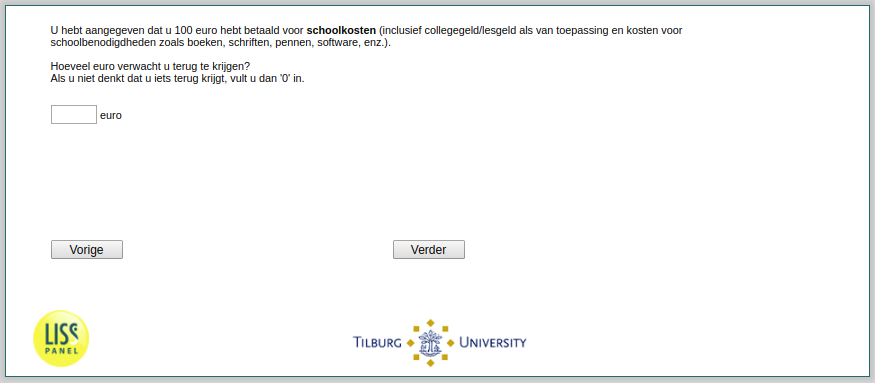 U hebt aangegeven dat u 100 euro hebt betaald voor schoolkosten (inclusief collegegeld/lesgeld als van toepassing en kosten voor
schoolbenodigdheden zoals boeken, schriften, pennen, software, enz.).
Hoeveel euro verwacht u terug te krijgen?
Als u niet denkt dat u iets terug krijgt, vult u dan '0' in.
euro
Vorige
Verder
LISS
PANEL
TILBURG UNIVERSITY